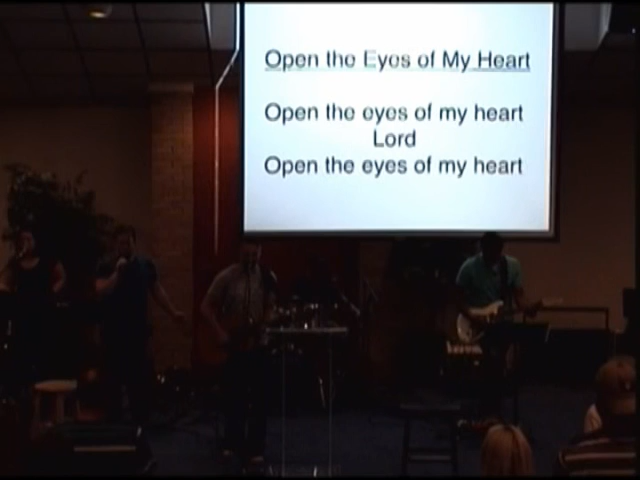 Open the Eyes of My Heart
Open the eyes of my heart
Lord
Open the eyes of my heart